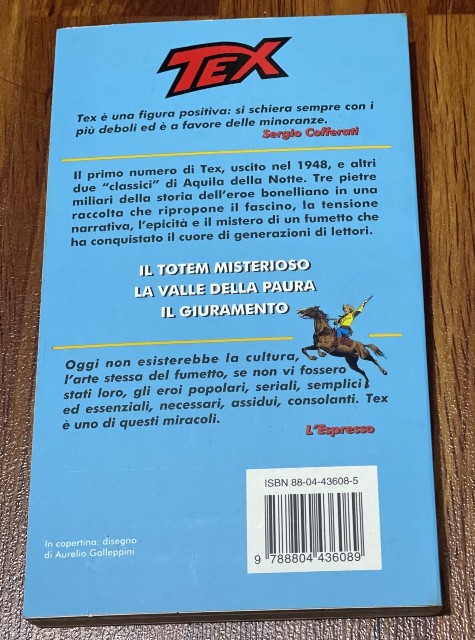 TEX
Tex è una figura positiva: si schiera sempre con i
più deboli ed è a favore delle minoranze.
Sergio Cofferati
Il primo numero di Tex, uscito nel 1948, e altri
due “classici” di Aquila della Notte. Tre pietre
miliari della storia dell’eroe bonelliano in una
raccolta che ripropone il fascino, la tensione
narrativa, l’epicità e il mistero di un fumetto che
ha conquistato il cuore di generazioni di lettori.
IL TOTEM MISTERIOSO
LA VALLE DELLA PAURA
IL GIURAMENTO
Oggi non esisterebbe la cultura,
l’arte stessa del fumetto, se non vi fossero
stati loro, gli eroi popolari, seriali, semplici
ed essenziali, necessari, assidui, consolanti. Tex
è uno di questi miracoli.
L’Espresso
ISBN 88-04-43608-5
9 788804 436089
In copertina: disegno
di Aurelio Galleppini